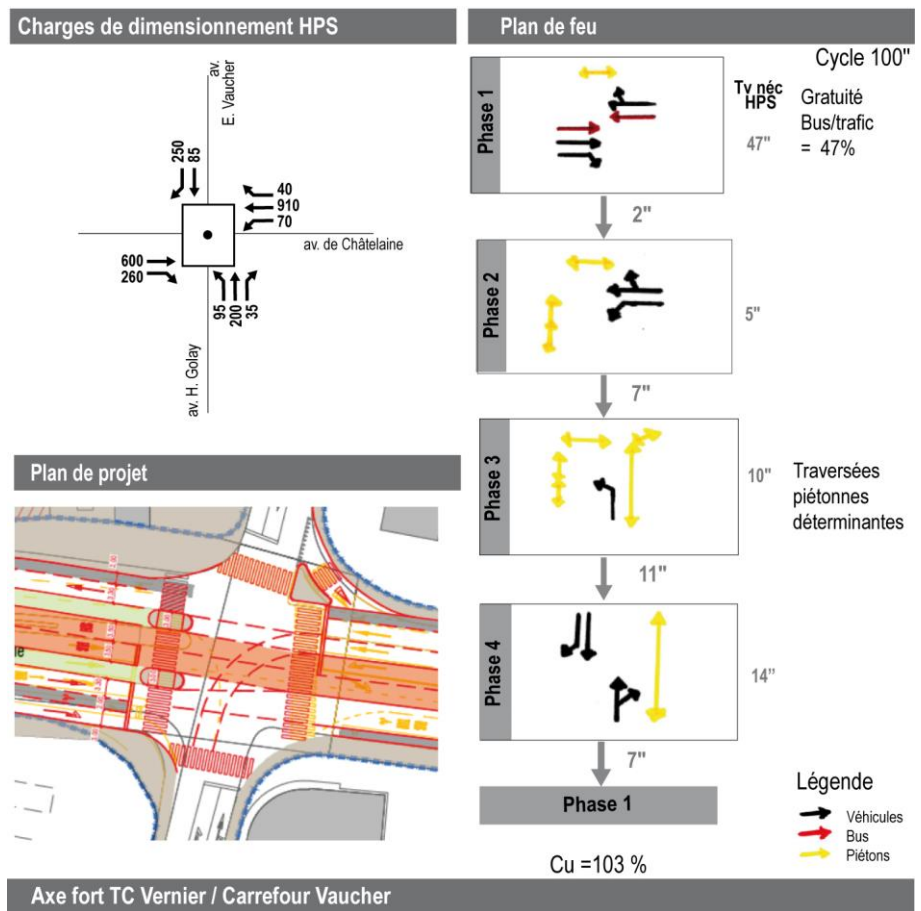 Charges de dimensionnement HPS
av.
E. Vaucher
250
85
40
910
70
av. de Châtelaine
600
260
95
200
35
av. H. Golay
Plan de projet
Plan de feu
Cycle 100"
Tv néc
HPS
Gratuité
Bus/trafic
= 47%
Phase 1
47"
2"
Phase 2
5"
7"
Phase 3
10"
Traversées
piétonnes
déterminantes
11"
Phase 4
14"
7"
Phase 1
Légende
Véhicules
Bus
Piétons
Cu =103 %
Axe fort TC Vernier / Carrefour Vaucher